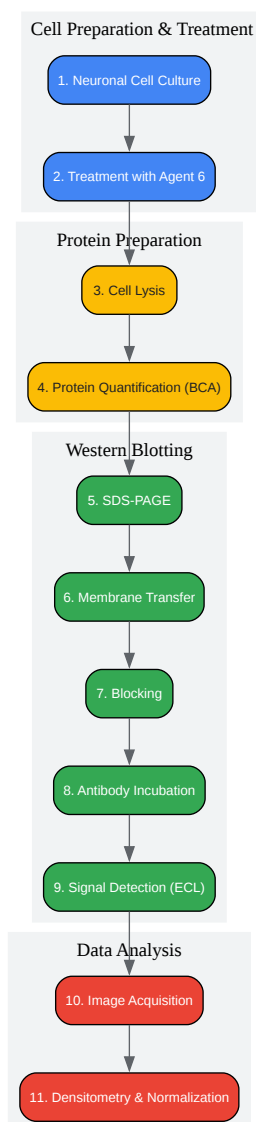 Cell Preparation & Treatment
1. Neuronal Cell Culture
2. Treatment with Agent 6
Protein Preparation
3. Cell Lysis
4. Protein Quantification (BCA)
Western Blotting
5. SDS-PAGE
6. Membrane Transfer
7. Blocking
8. Antibody Incubation
9. Signal Detection (ECL)
Data Analysis
10. Image Acquisition
11. Densitometry & Normalization